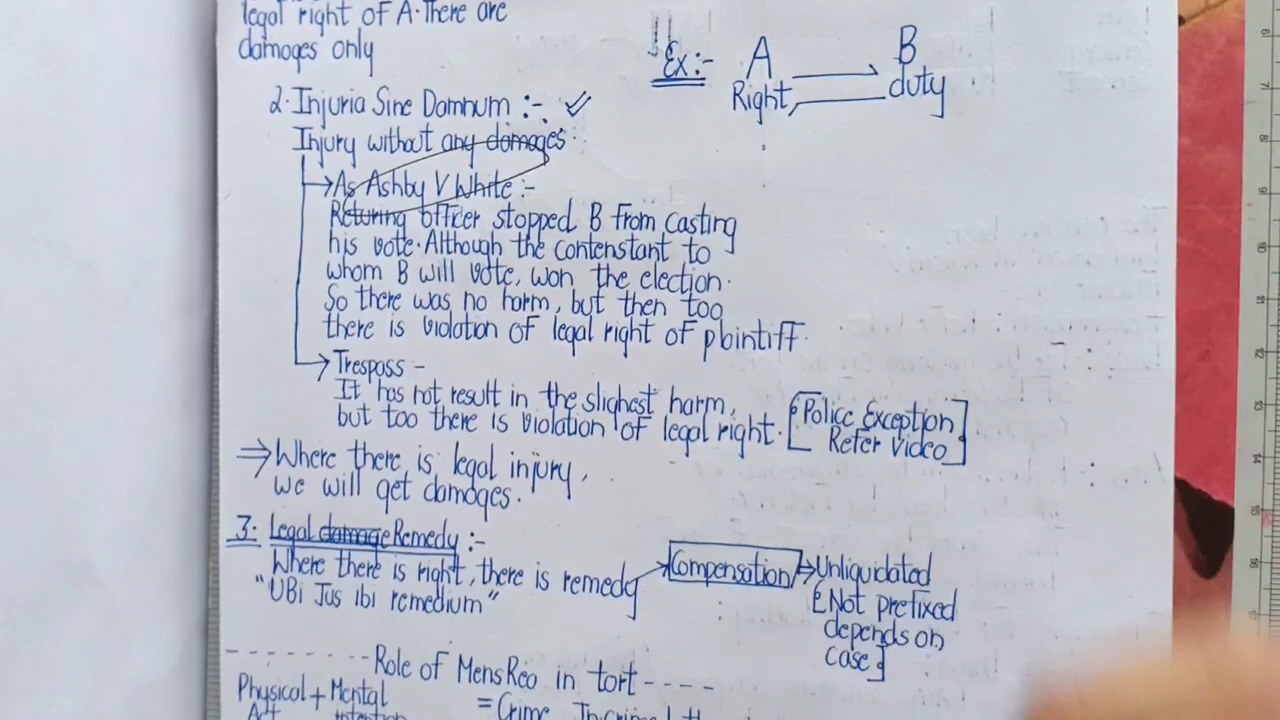 legal right of A. There are
damages only
Ex:- A B
Right duty
2. Injuria Sine Damnum :- ✓
Injury without any damages
→ As Ashby V White :-
Returing officer stopped B from casting
his vote. Although the contenstant to
whom B will vote, won the election.
So there was no harm, but then too
there is violation of legal right of plaintiff.
→ Trespass -
It has not result in the slighest harm,
but too there is violation of legal right. [Police Exception
Refer Video]
⇒ Where there is legal injury,
we will get damages.
3. Legal damage Remedy :-
Where there is right, there is remedy → Compensation ⇒ Unliquidated
"UBi Jus ibi remedium"
[Not prefixed
depends on
case]
- - - - - - - - Role of Mens Rea in tort - - - -
Physical + Mental
= Crime